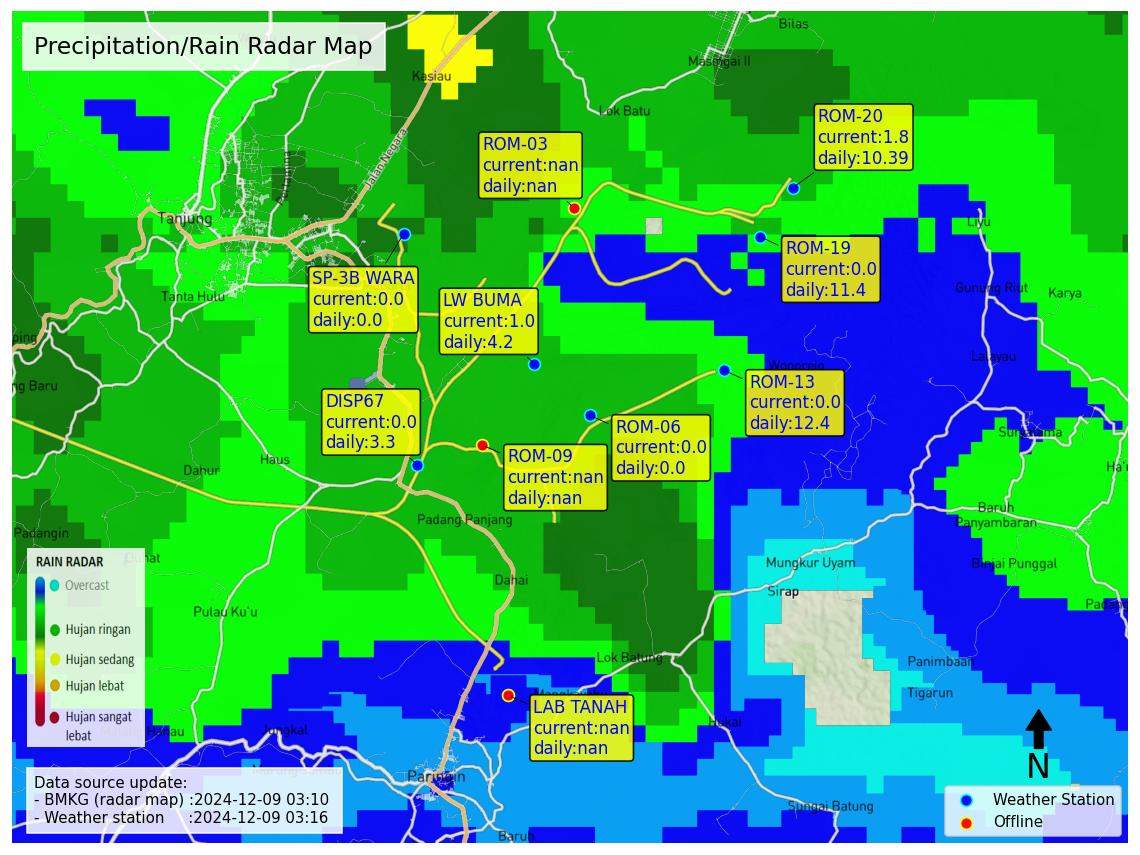 Precipitation/Rain Radar Map
Bilas
Masingai II
Kasiau
Lok Batu
Jalan Negara
ROM-20
current:1.8
daily:10.39
ROM-03
current:nan
daily:nan
Tanjung
Liyu
ROM-19
current:0.0
daily:11.4
SP-3B WARA
current:0.0
daily:0.0
LW BUMA
current:1.0
daily:4.2
Tanta Hulu
Gunung Riut
Karya
ping
Lalayau
Wonorejo
ng Baru
ROM-13
current:0.0
daily:12.4
DISP67
current:0.0
daily:3.3
ROM-06
current:0.0
daily:0.0
Suryatama
ROM-09
current:nan
daily:nan
Haus
Dahur
Ha'u
Baruh
Panyambaran
Padang Panjang
Padangin
Mungkur Uyam
Binjai Punggal
Dahai
Sirap
Padang
Pulau Ku'u
RAIN RADAR
Overcast
Hujan ringan
Hujan sedang
Hujan lebat
Hujan sangat
lebat
Lok Batung
Panimbaan
Tigarun
LAB TANAH
current:nan
daily:nan
Hukai
Jungkal
Paringin
Sungai Batung
Baruh
N
Data source update:
- BMKG (radar map) :2024-12-09 03:10
- Weather station :2024-12-09 03:16
Weather Station
Offline